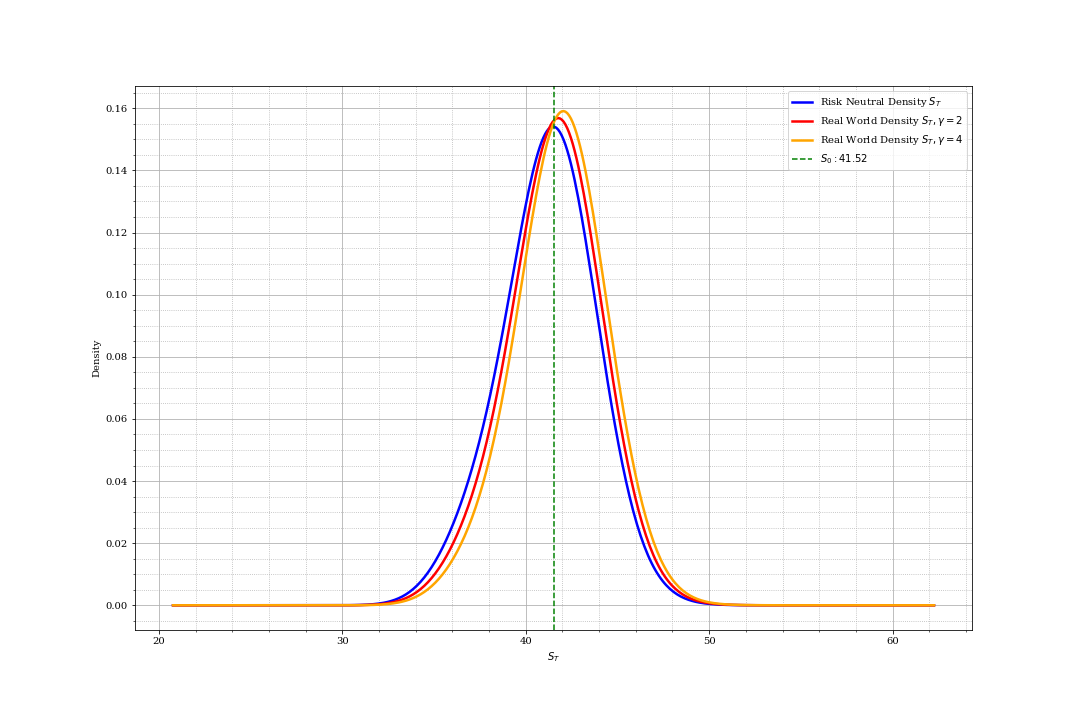 Risk Neutral Density S_T
Real World Density S_T, γ = 2
Real World Density S_T, γ = 4
S_0 : 41.52
0.16
0.14
0.12
0.10
0.08
0.06
0.04
0.02
0.00
Density
20 30 40 50 60
S_T